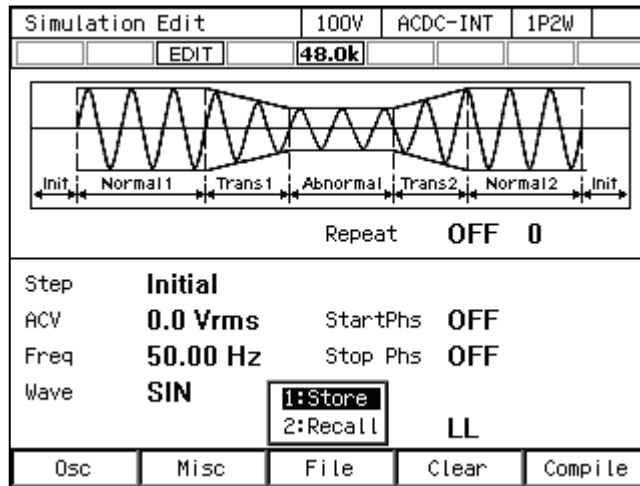 Simulation Edit 100V ACDC-INT 1P2W
EDIT 48.0k
Init Normal1 Trans1 Abnormal Trans2 Normal2 Init
Repeat OFF 0
Step Initial
ACV 0.0 Vrms StartPhs OFF
Freq 50.00 Hz Stop Phs OFF
Wave SIN 1:Store
2:Recall LL
Osc Misc File Clear Compile